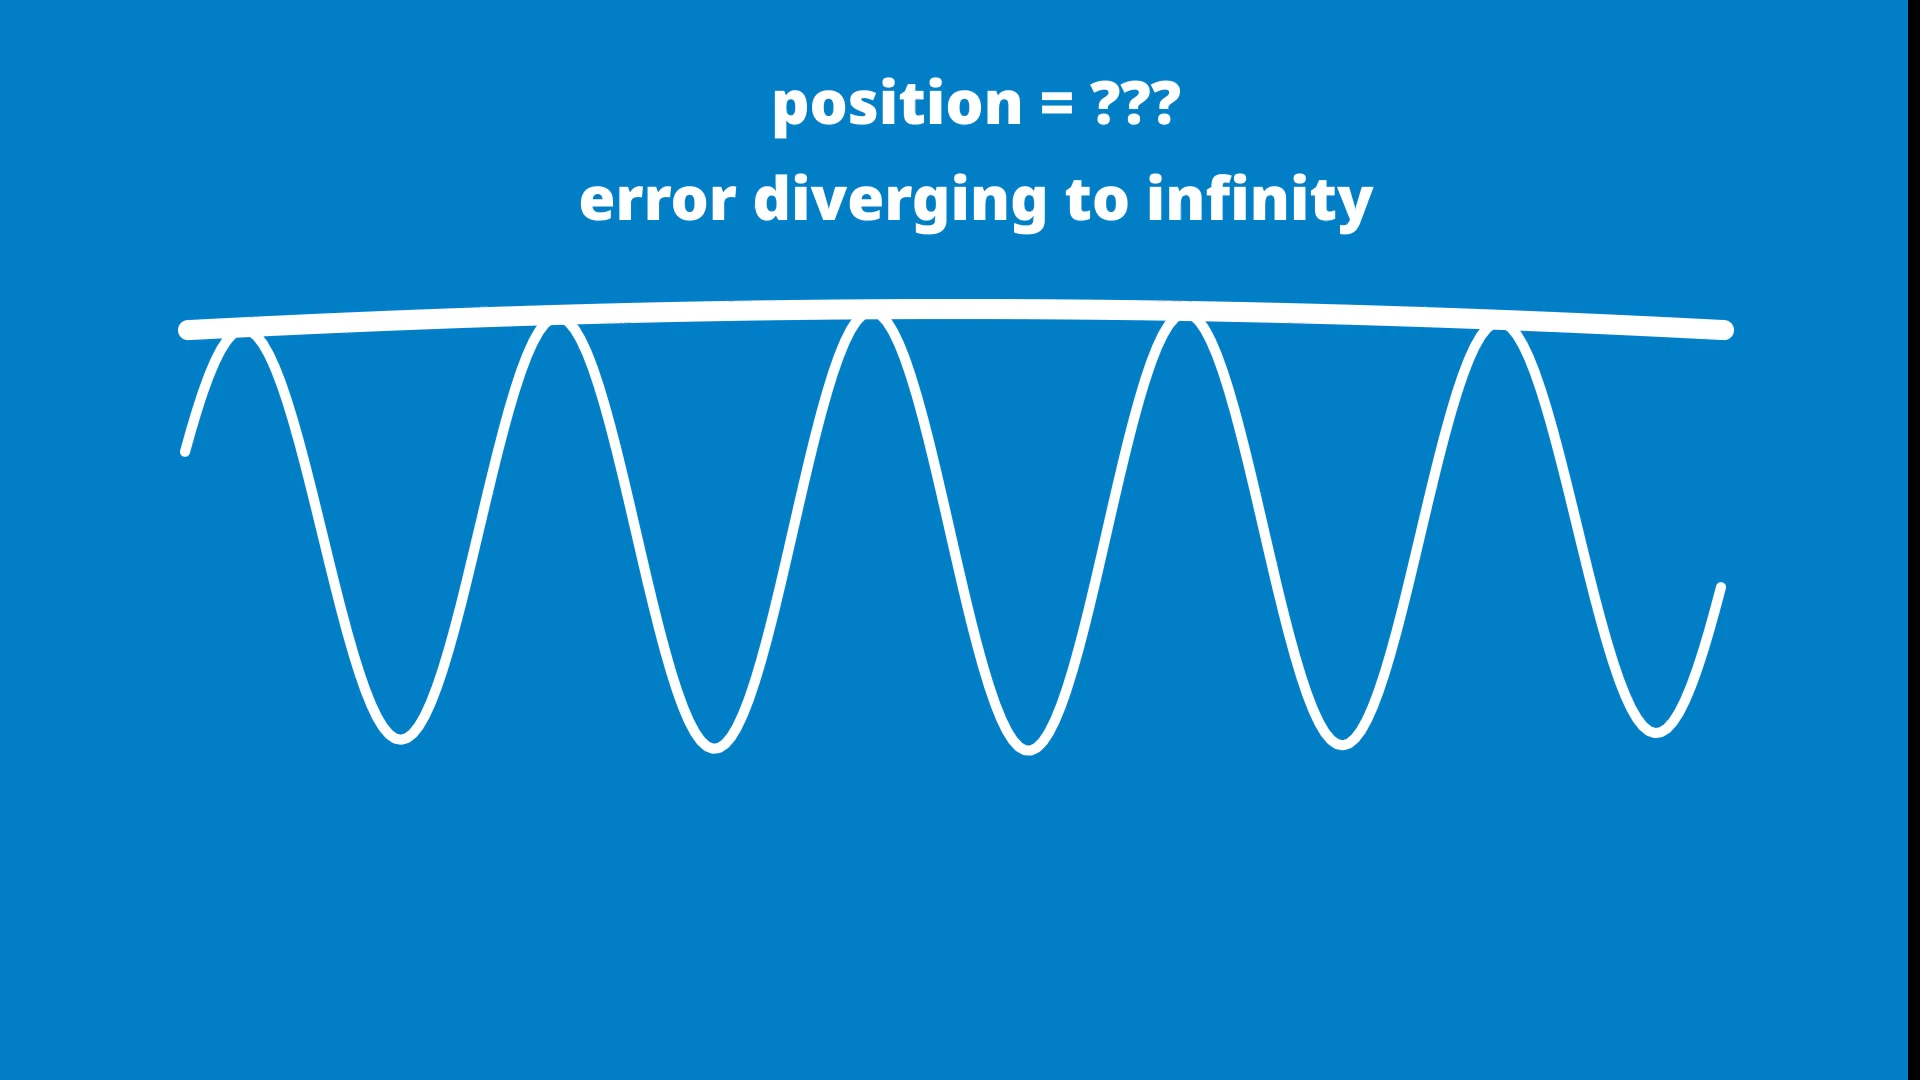 position = ???
error diverging to infinity